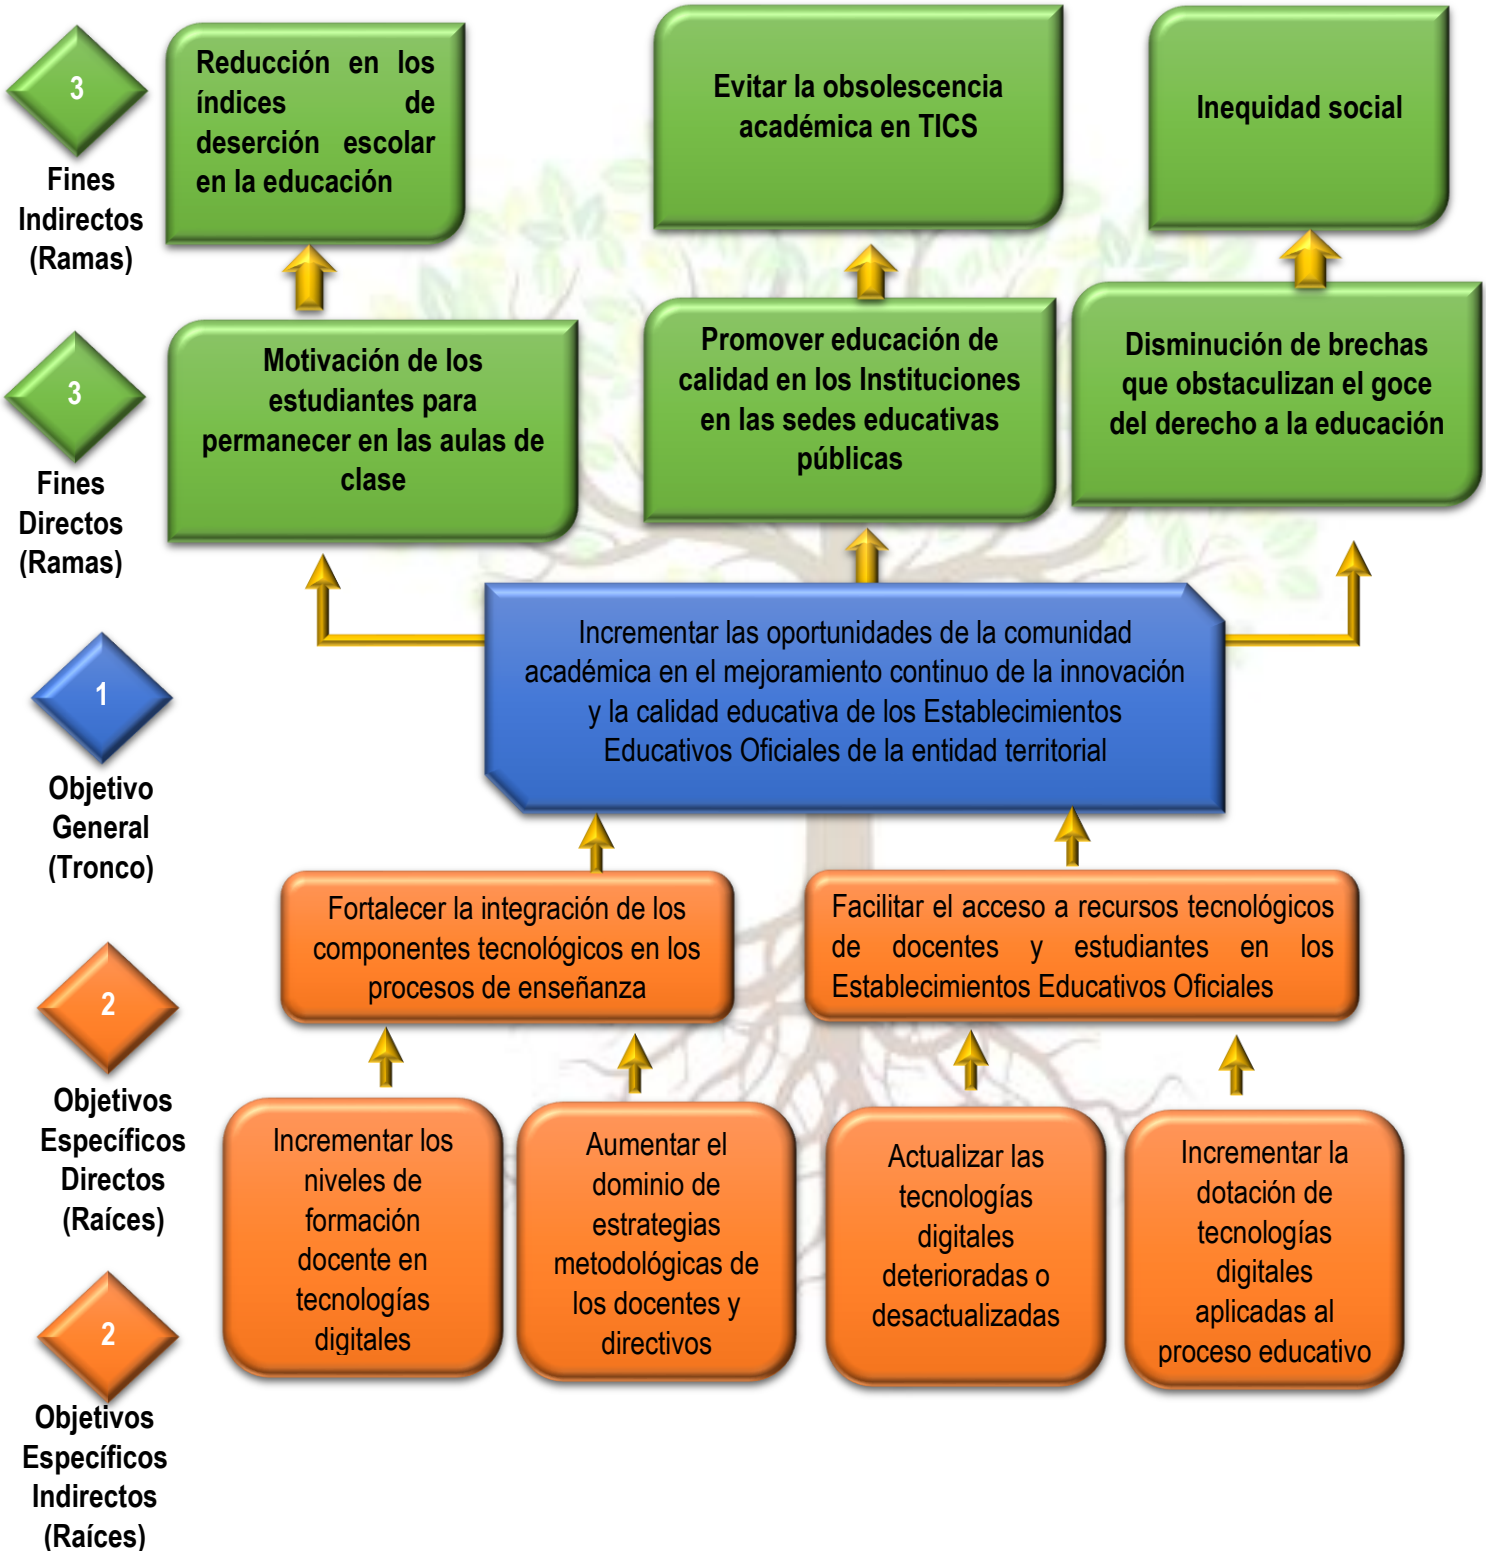 3
Fines
Indirectos
(Ramas)
Reducción en los
índices de
deserción escolar
en la educación
Evitar la obsolescencia
académica en TICS
Inequidad social
3
Fines
Directos
(Ramas)
Motivación de los
estudiantes para
permanecer en las aulas de
clase
Promover educación de
calidad en los Instituciones
en las sedes educativas
públicas
Disminución de brechas
que obstaculizan el goce
del derecho a la educación
1
Objetivo
General
(Tronco)
Incrementar las oportunidades de la comunidad
académica en el mejoramiento continuo de la innovación
y la calidad educativa de los Establecimientos
Educativos Oficiales de la entidad territorial
2
Objetivos
Específicos
Directos
(Raíces)
Fortalecer la integración de los
componentes tecnológicos en los
procesos de enseñanza
Facilitar el acceso a recursos tecnológicos
de docentes y estudiantes en los
Establecimientos Educativos Oficiales
2
Objetivos
Específicos
Indirectos
(Raíces)
Incrementar los
niveles de
formación
docente en
tecnologías
digitales
Aumentar el
dominio de
estrategias
metodológicas de
los docentes y
directivos
Actualizar las
tecnologías
digitales
deterioradas o
desactualizadas
Incrementar la
dotación de
tecnologías
digitales
aplicadas al
proceso educativo